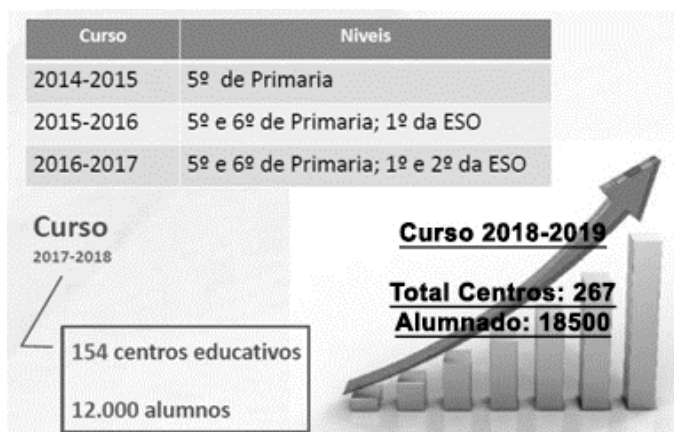 Curso Niveis
2014-2015 5º de Primaria
2015-2016 5º e 6º de Primaria; 1º da ESO
2016-2017 5º e 6º de Primaria; 1º e 2º da ESO
Curso
2017-2018
154 centros educativos
12.000 alumnos
Curso 2018-2019
Total Centros: 267
Alumnado: 18500